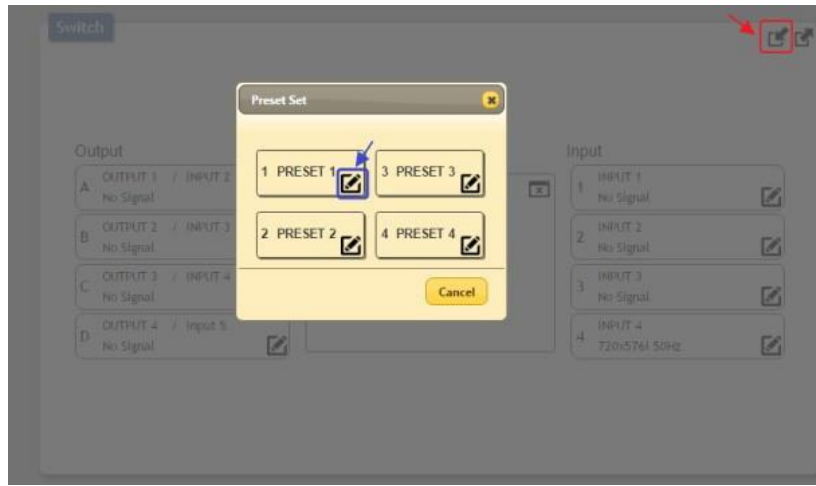 Switch
Preset Set
Output
Input
1 PRESET 1
3 PRESET 3
2 PRESET 2
4 PRESET 4
Cancel
A OUTPUT 1 / INPUT 2
No Signal
B OUTPUT 2 / INPUT 3
No Signal
C OUTPUT 3 / INPUT 4
No Signal
D OUTPUT 4 / Input 5
No Signal
1 INPUT 1
No Signal
2 INPUT 2
No Signal
3 INPUT 3
No Signal
4 INPUT 4
720x576i 50Hz